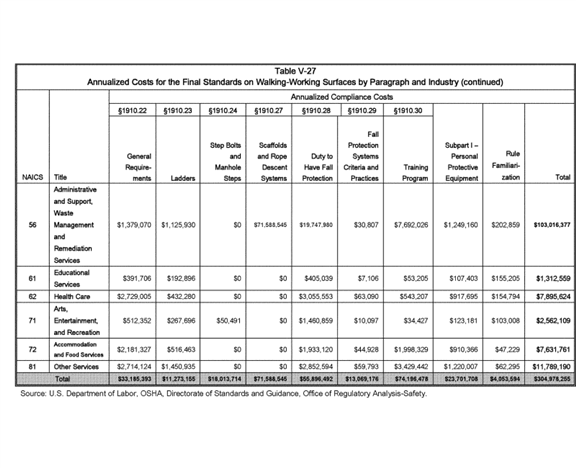 Table V-27
Annualized Costs for the Final Standards on Walking-Working Surfaces by Paragraph and Industry (continued)
Annualized Compliance Costs
§1910.22 §1910.23 §1910.24 §1910.27 §1910.28 §1910.29 §1910.30
NAICS Title General Require-ments Ladders Step Bolts and Manhole Steps Scaffolds and Rope Descent Systems Duty to Have Fall Protection Fall Protection Systems Criteria and Practices Training Program Subpart I – Personal Protective Equipment Rule Familiari-zation Total
56 Administrative and Support, Waste Management and Remediation Services $1,379,070 $1,125,930 $0 $71,588,545 $19,747,980 $30,807 $7,692,026 $1,249,160 $202,859 $103,016,377
61 Educational Services $391,706 $192,896 $0 $0 $405,039 $7,106 $53,205 $107,403 $155,205 $1,312,559
62 Health Care $2,729,005 $432,280 $0 $0 $3,055,553 $63,090 $543,207 $917,695 $154,794 $7,895,624
71 Arts, Entertainment, and Recreation $512,352 $267,696 $50,491 $0 $1,460,859 $10,097 $34,427 $123,181 $103,008 $2,562,109
72 Accommodation and Food Services $2,181,327 $516,463 $0 $0 $1,933,120 $44,928 $1,998,329 $910,366 $47,229 $7,631,761
81 Other Services $2,714,124 $1,450,935 $0 $0 $2,852,594 $59,793 $3,429,442 $1,220,007 $62,295 $11,789,190
Total $33,185,393 $11,273,155 $18,013,714 $71,588,545 $55,896,492 $13,069,176 $74,196,478 $23,701,708 $4,053,594 $304,978,255
Source: U.S. Department of Labor, OSHA, Directorate of Standards and Guidance, Office of Regulatory Analysis-Safety.